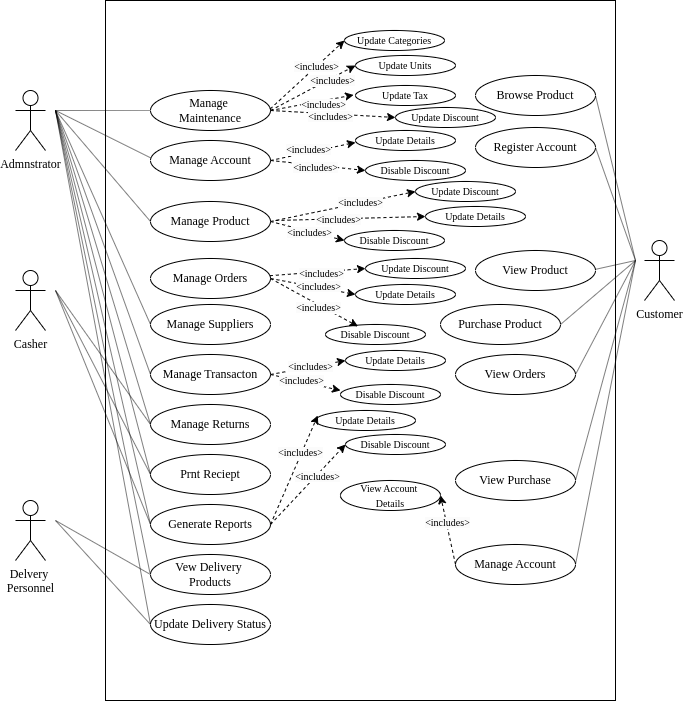 Update Categories
<includes>
Update Units
<includes>
Update Tax
<includes>
<includes>
Update Discount
Manage
Maintenance
Browse Product
Register Account
Admnstrator
Manage Account
<includes>
Update Details
<includes>
Disable Discount
Manage Product
<includes>
Update Discount
<includes>
Update Details
<includes>
Disable Discount
Manage Orders
<includes>
Update Discount
<includes>
Update Details
<includes>
Disable Discount
View Product
Customer
Casher
Manage Suppliers
Purchase Product
Manage Transacton
<includes>
Update Details
<includes>
Disable Discount
View Orders
Manage Returns
Update Details
Disable Discount
<includes>
<includes>
Prnt Reciept
View Purchase
View Account
Details
Generate Reports
<includes>
Manage Account
Delvery
Personnel
Vew Delivery
Products
Update Delivery Status